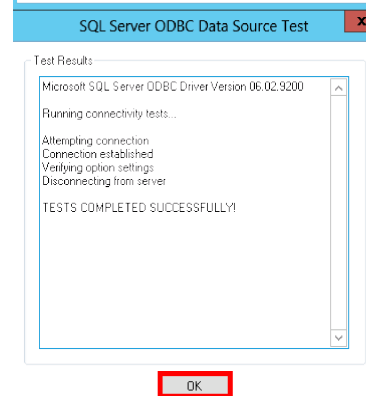 SQL Server ODBC Data Source Test
x
Test Results
Microsoft SQL Server ODBC Driver Version 06.02.9200
Running connectivity tests...
Attempting connection
Connection established
Verifying option settings
Disconnecting from server
TESTS COMPLETED SUCCESSFULLY!
OK